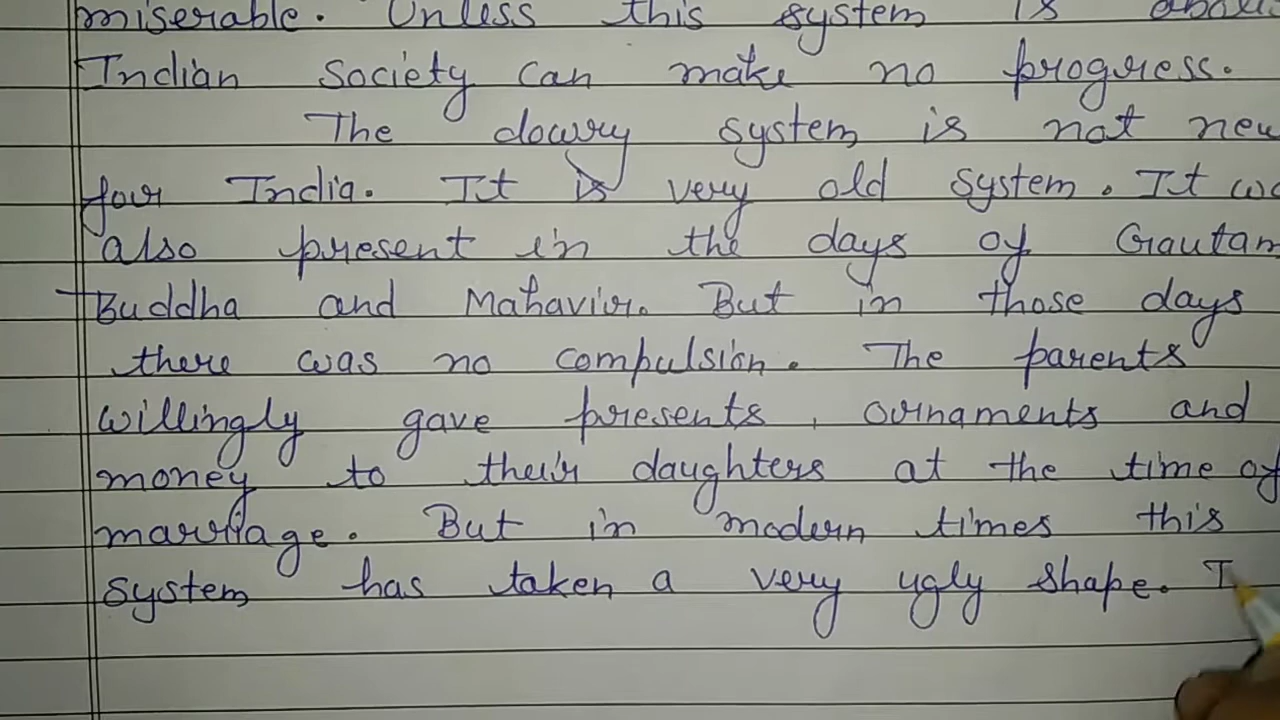 miserable. Unless this system is
Indian society can make no progress.
The dowry system is not new
for India. It is very old system. It
also present in the days of Gautam
Buddha and Mahavir. But in those days
there was no compulsion. The parents
willingly gave presents, ornaments and
money to their daughters at the time of
marriage. But in modern times this
system has taken a very ugly shape. I